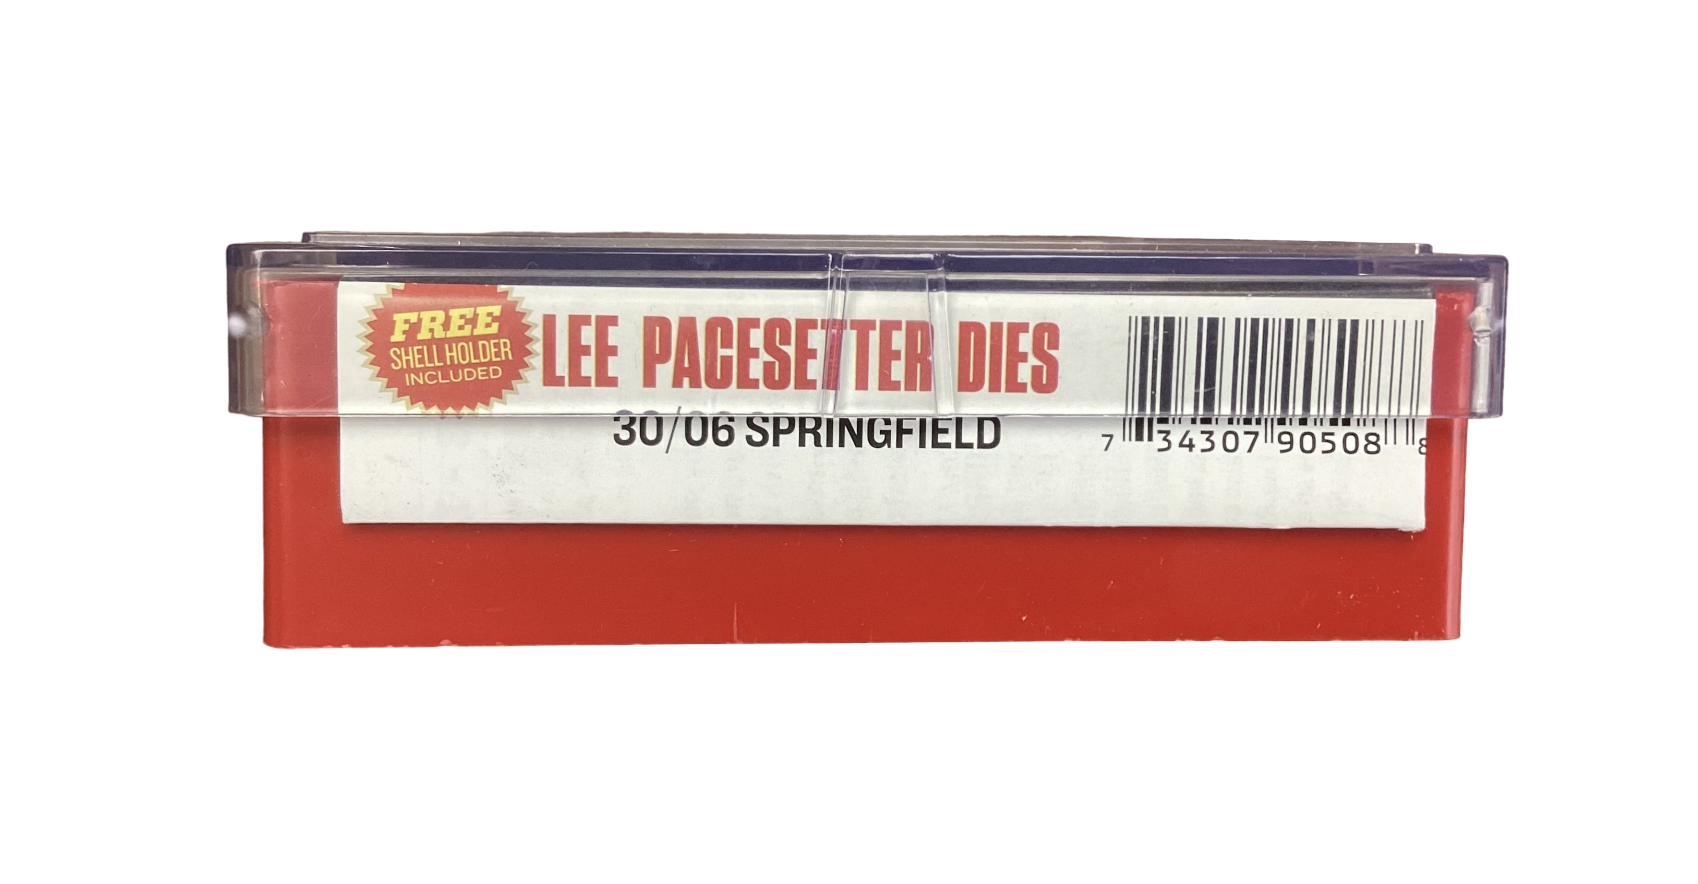 FREE
SHELL HOLDER
INCLUDED
LEE PACESETTER DIES
30/06 SPRINGFIELD
7 34307 90508 8